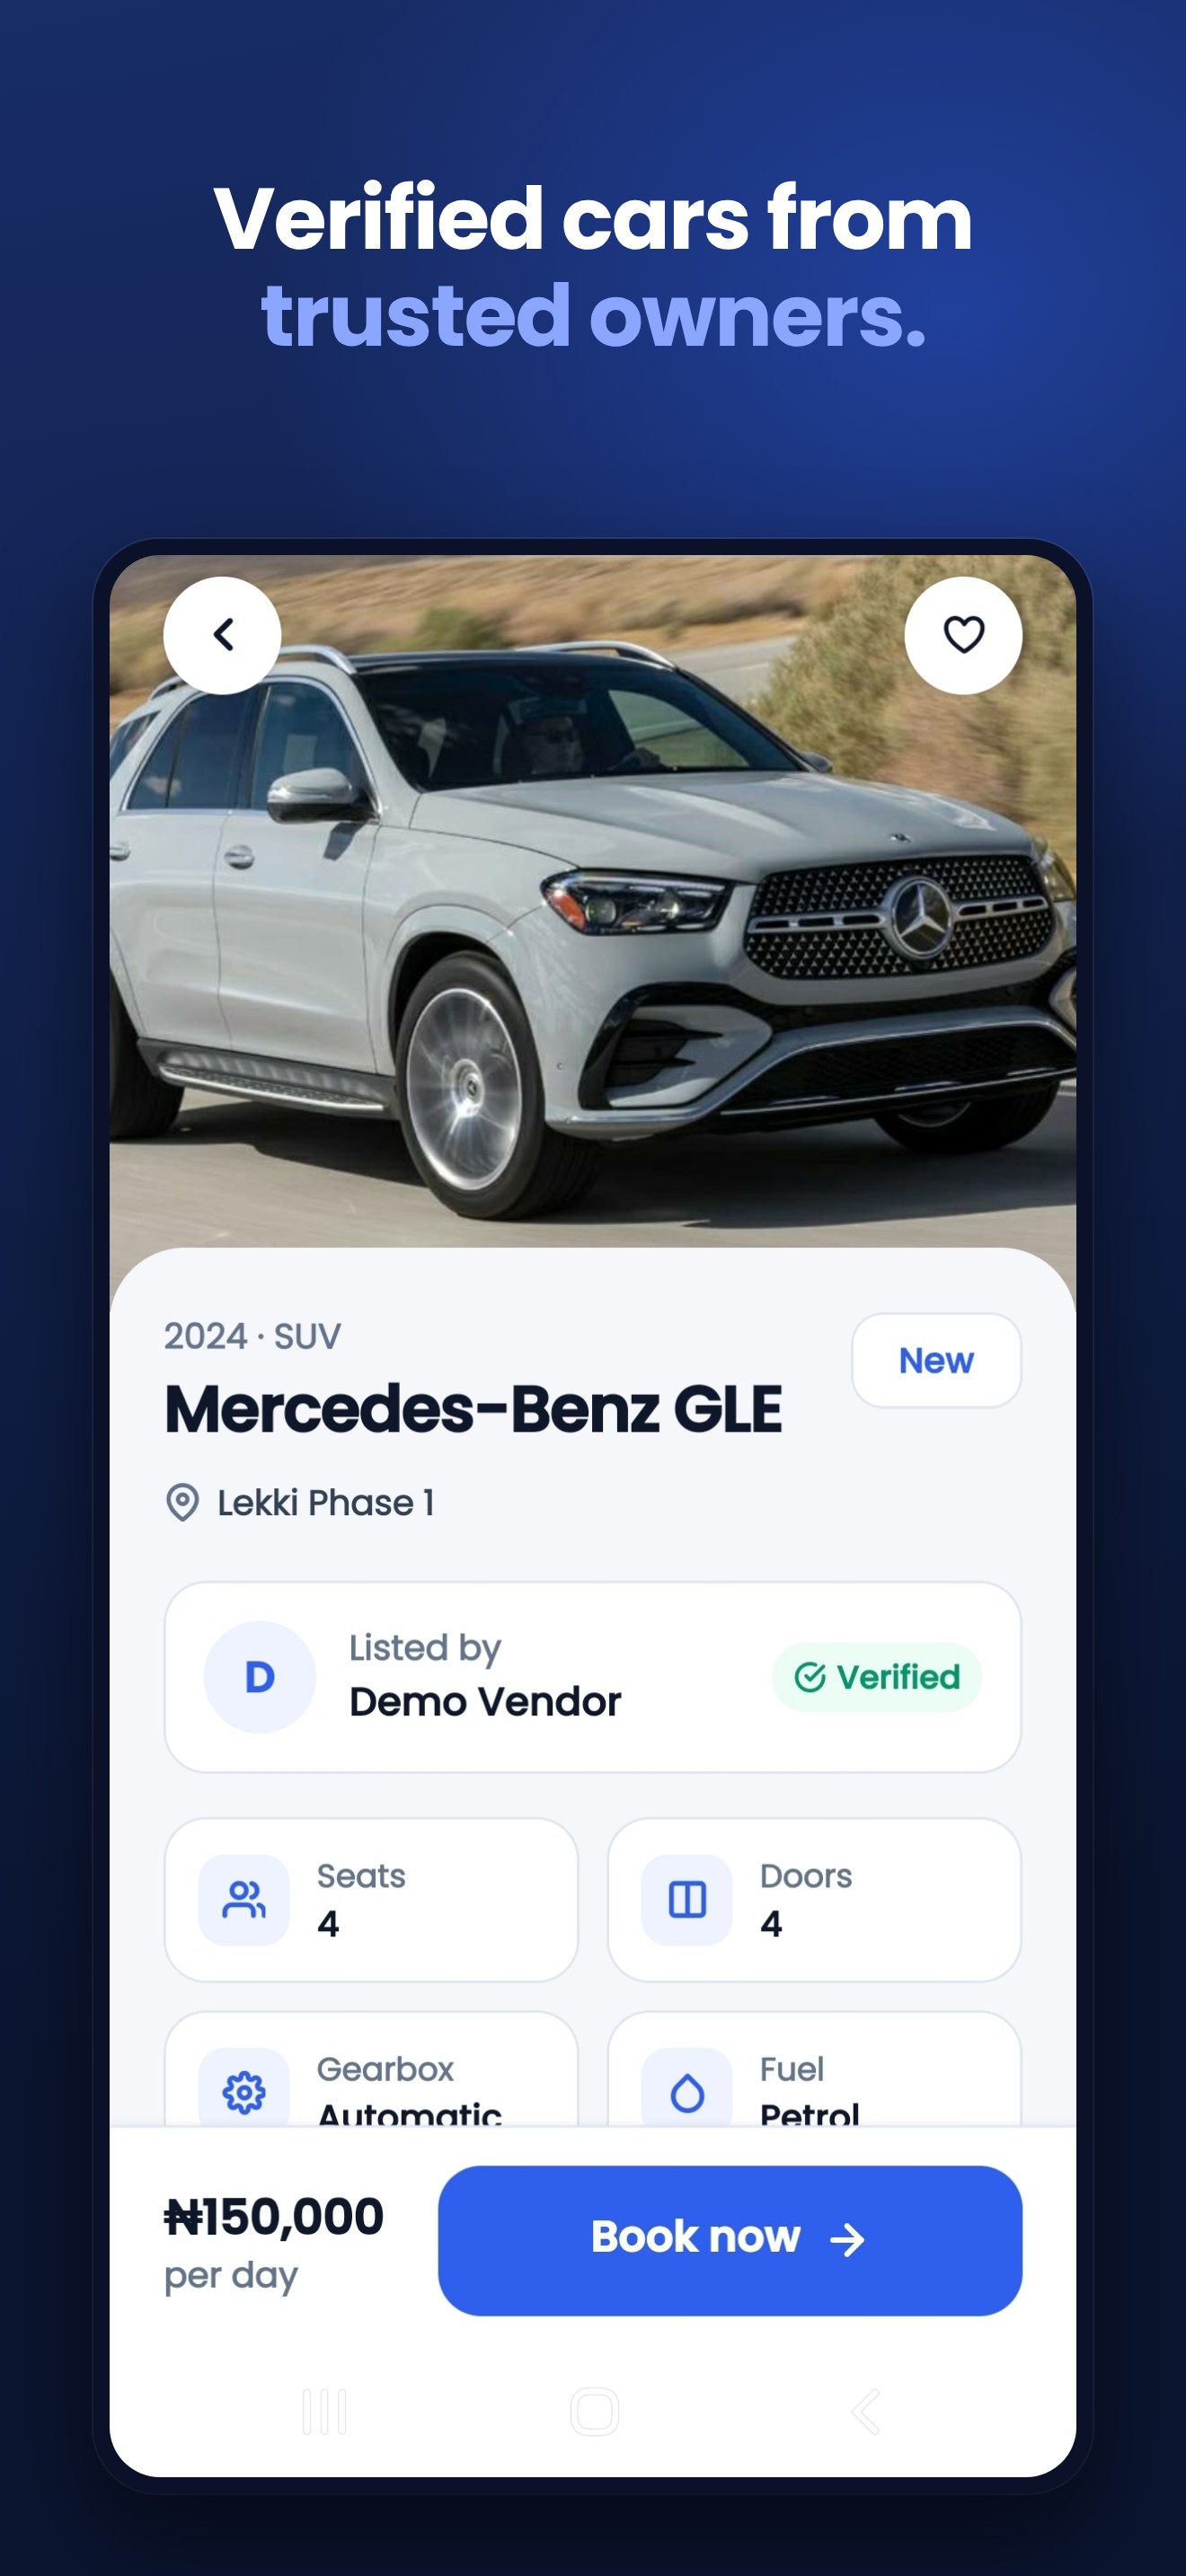 Verified cars from
trusted owners.
2024 · SUV
New
Mercedes-Benz GLE
Lekki Phase 1
D
Listed by
Demo Vendor
Verified
Seats
4
Doors
4
Gearbox
Automatic
Fuel
Petrol
₦150,000
per day
Book now →